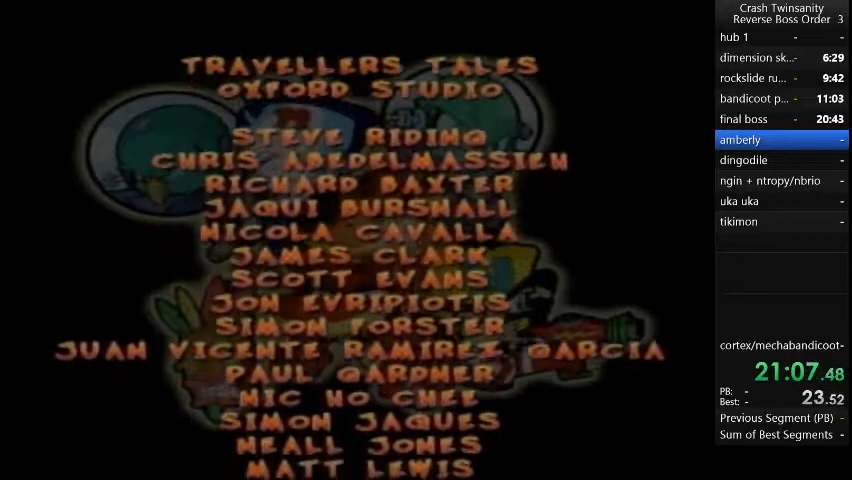 TRAVELLERS TALES
OXFORD STUDIO
STEVE RIDING
CHRIS ABEDELMASSIEH
RICHARD BAXTER
JAQUI BURSNALL
NICOLA CAVALLA
JAMES CLARK
SCOTT EVANS
JON EVRIPIOTIS
SIMON FORSTER
JUAN VICENTE RAMIREZ GARCIA
PAUL GARDNER
MIC HO CHEE
SIMON JAQUES
NEALL JONES
MATT LEWIS
Crash Twinsanity
Reverse Boss Order 3
hub 1 - -
dimension sk...- 6:29
rockslide ru...- 9:42
bandicoot p...- 11:03
final boss - 20:43
amberly -
dingodile -
ngin + ntropy/nbrio -
uka uka -
tikimon -
cortex/mechabandicoot-
21:07.48
PB: -
Best: -
23.52
Previous Segment (PB) -
Sum of Best Segments -